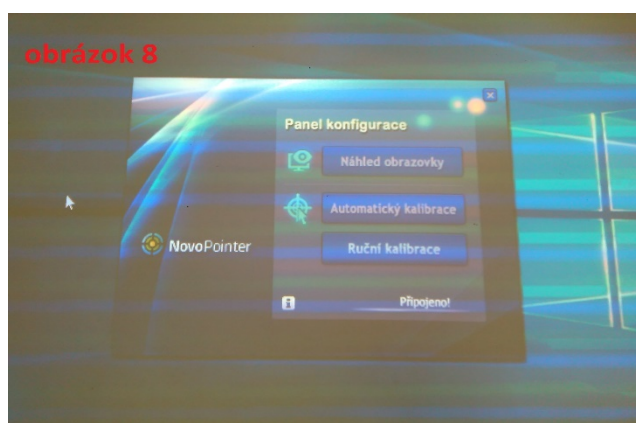 obrázok 8
Panel konfigurace
Náhled obrazovky
Automatický kalibrace
NovoPointer
Ruční kalibrace
Připojeno!